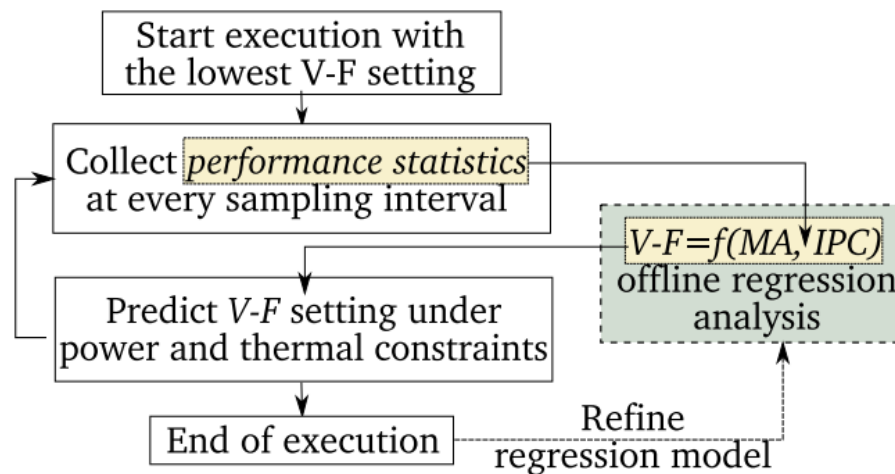 Start execution with
the lowest V-F setting
Collect performance statistics
at every sampling interval
V-F=f(MA, IPC)
offline regression
analysis
Predict V-F setting under
power and thermal constraints
End of execution
Refine
regression model